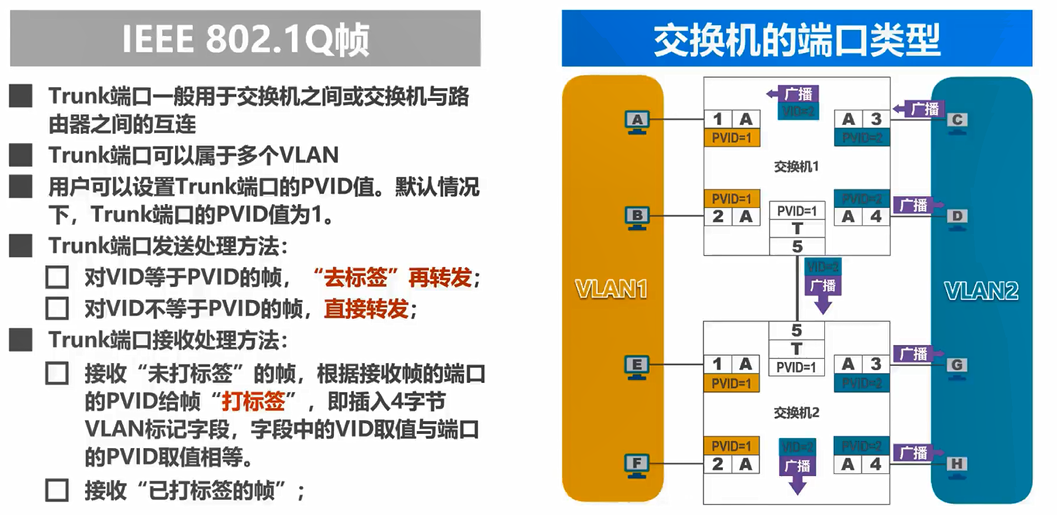 IEEE 802.1Q帧
Trunk端口一般用于交换机之间或交换机与路
由器之间的互连
Trunk端口可以属于多个VLAN
用户可以设置Trunk端口的PVID值。默认情况
下，Trunk端口的PVID值为1。
Trunk端口发送处理方法：
对VID等于PVID的帧，“去标签”再转发；
对VID不等于PVID的帧，直接转发；
Trunk端口接收处理方法：
接收“未打标签”的帧，根据接收帧的端口
的PVID给帧“打标签”，即插入4字节
VLAN标记字段，字段中的VID取值与端口
的PVID取值相等。
接收“已打标签的帧”；
交换机的端口类型
广播
VID=2
广播
A
1 A
A 3
C
PVID=1
PVID=2
交换机1
PVID=1
PVID=2
广播
B
2 A
PVID=1
A 4
D
T
5
VLAN1
VID=2
广播
VLAN2
5
T
PVID=1
广播
E
1 A
A 3
G
PVID=1
PVID=2
交换机2
PVID=1
VID=2
PVID=2
广播
F
2 A
广播
A 4
H